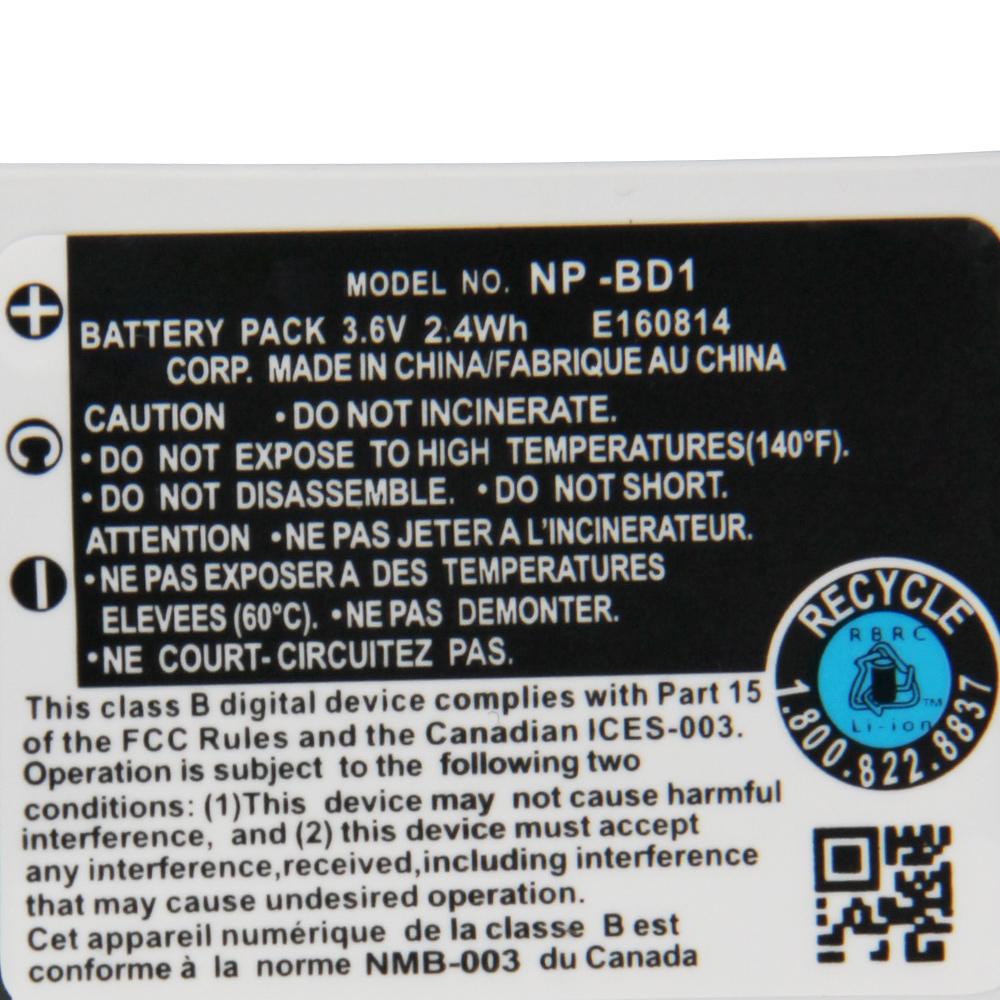 MODEL NO. NP -BD1
BATTERY PACK 3.6V 2.4Wh E160814
CORP. MADE IN CHINA/FABRIQUE AU CHINA
CAUTION • DO NOT INCINERATE.
• DO NOT EXPOSE TO HIGH TEMPERATURES(140°F).
• DO NOT DISASSEMBLE. • DO NOT SHORT.
ATTENTION • NE PAS JETER A L'INCINERATEUR.
• NE PAS EXPOSER A DES TEMPERATURES
ELEVEES (60°C). • NE PAS DEMONTER.
• NE COURT- CIRCUITEZ PAS.
+
C
−
RECYCLE
RBRC
TM
Li-ion
1.800.822.8837
This class B digital device complies with Part 15
of the FCC Rules and the Canadian ICES-003.
Operation is subject to the following two
conditions: (1)This device may not cause harmful
interference, and (2) this device must accept
any interference,received,including interference
that may cause undesired operation.
Cet appareil numérique de la classe B est
conforme à la norme NMB-003 du Canada